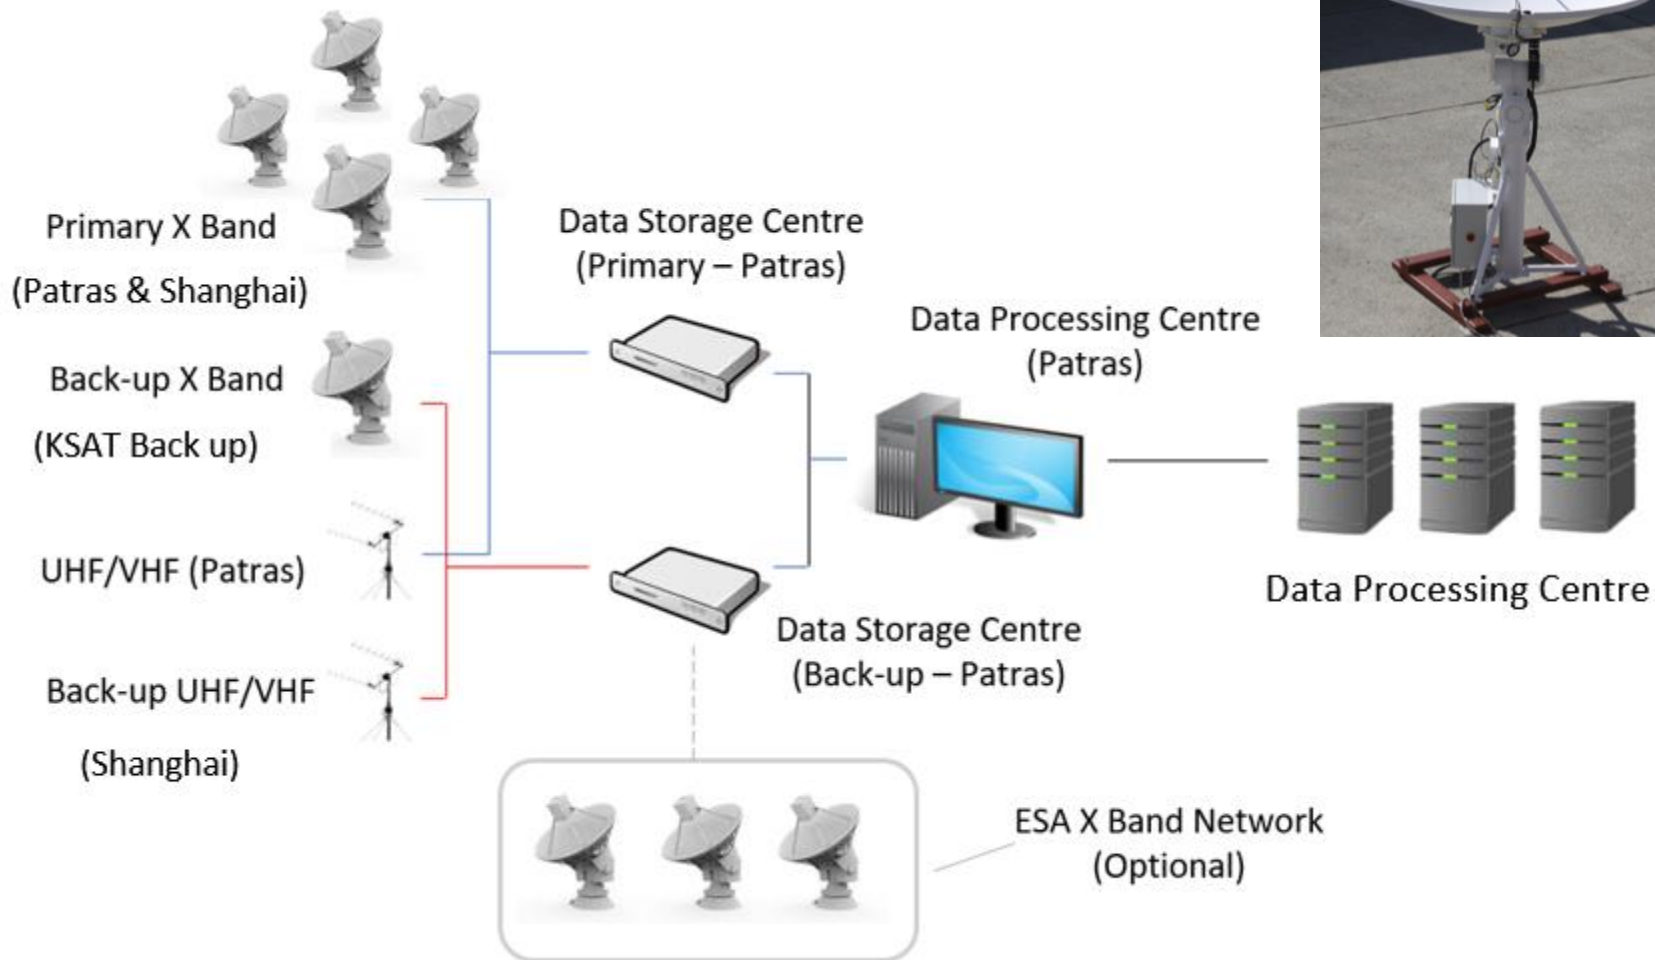 Primary X Band
(Patras & Shanghai)
Back-up X Band
(KSAT Back up)
UHF/VHF (Patras)
Back-up UHF/VHF
(Shanghai)
Data Storage Centre
(Primary – Patras)
Data Storage Centre
(Back-up – Patras)
ESA X Band Network
(Optional)
Data Processing Centre
(Patras)
Data Processing Centre